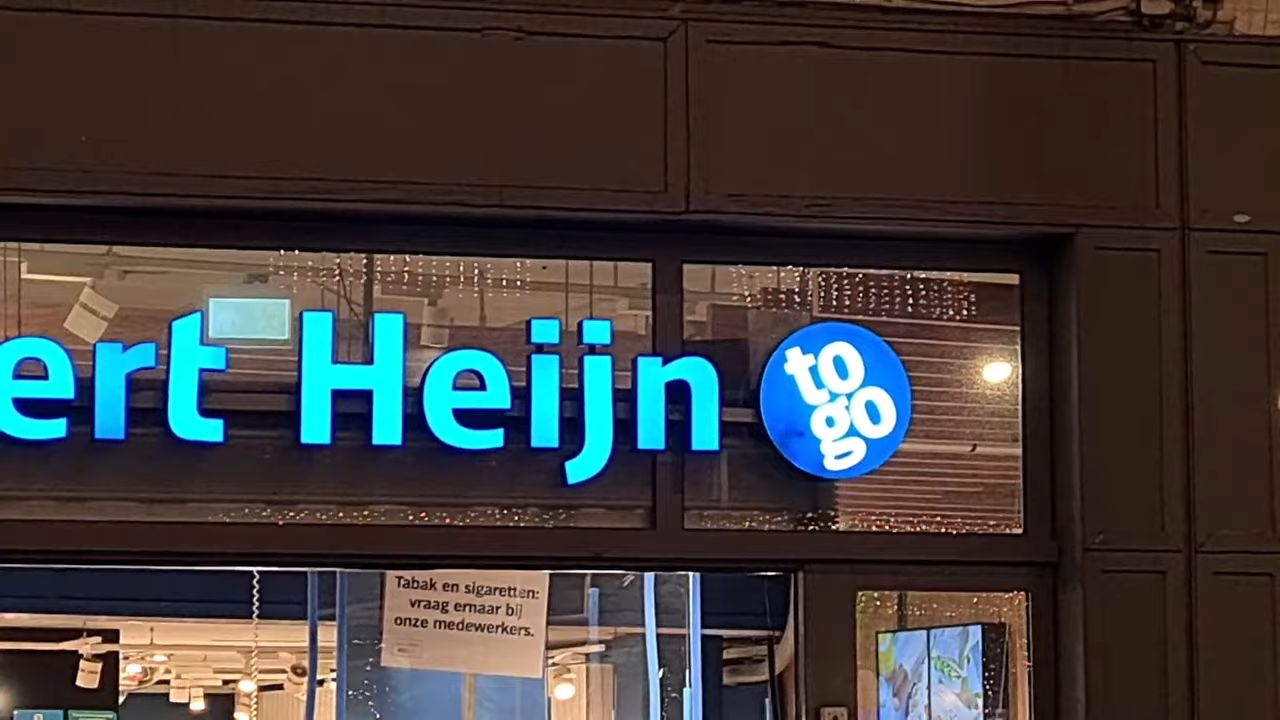 ert Heijn
to
go
Tabak en sigaretten:
vraag ernaar bij
onze medewerkers.